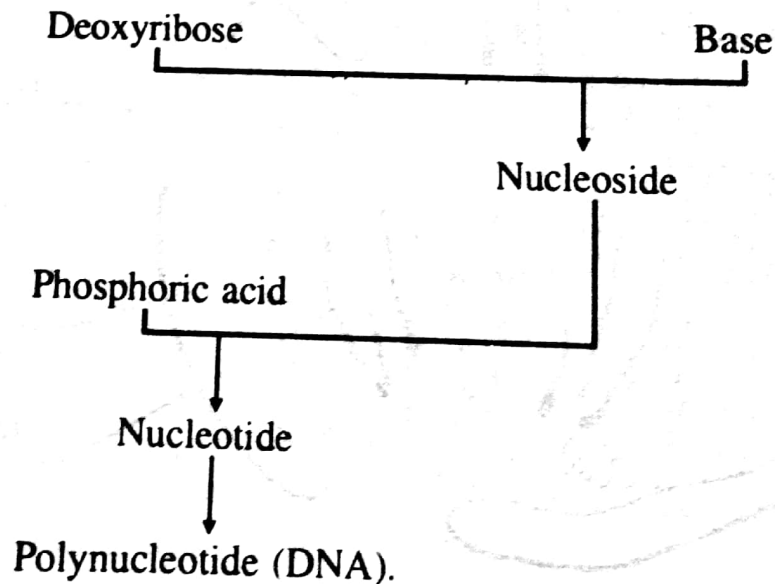 Deoxyribose Base
Nucleoside
Phosphoric acid
Nucleotide
Polynucleotide (DNA).